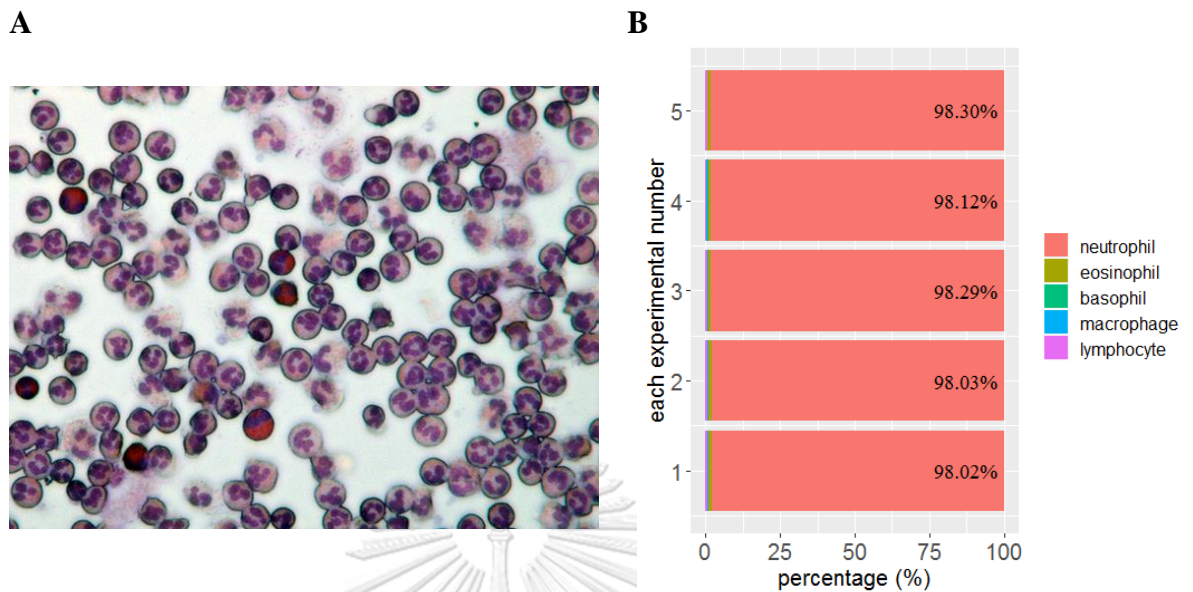 A
B
each experimental number
5
98.30%
4
98.12%
3
98.29%
2
98.03%
1
98.02%
0 25 50 75 100
percentage (%)
neutrophil
eosinophil
basophil
macrophage
lymphocyte